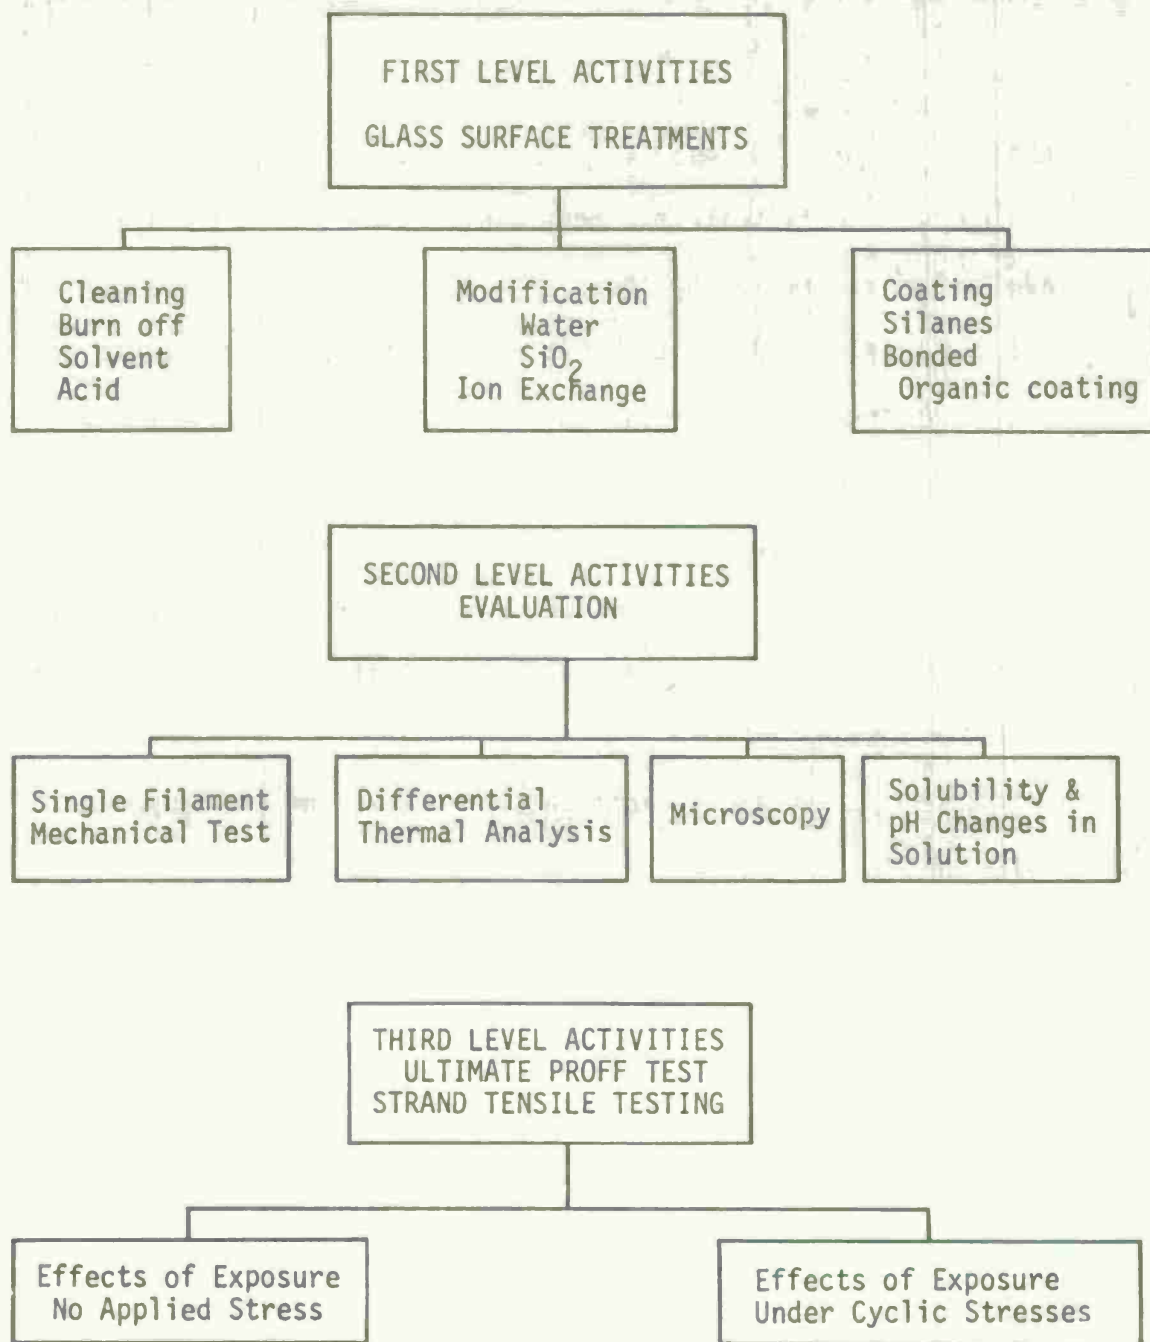 FIRST LEVEL ACTIVITIES
GLASS SURFACE TREATMENTS
Cleaning
Burn off
Solvent
Acid
Modification
Water
SiO₂
Ion Exchange
Coating
Silanes
Bonded
Organic coating
SECOND LEVEL ACTIVITIES
EVALUATION
Single Filament
Mechanical Test
Differential
Thermal Analysis
Microscopy
Solubility &
pH Changes in
Solution
THIRD LEVEL ACTIVITIES
ULTIMATE PROFF TEST
STRAND TENSILE TESTING
Effects of Exposure
No Applied Stress
Effects of Exposure
Under Cyclic Stresses